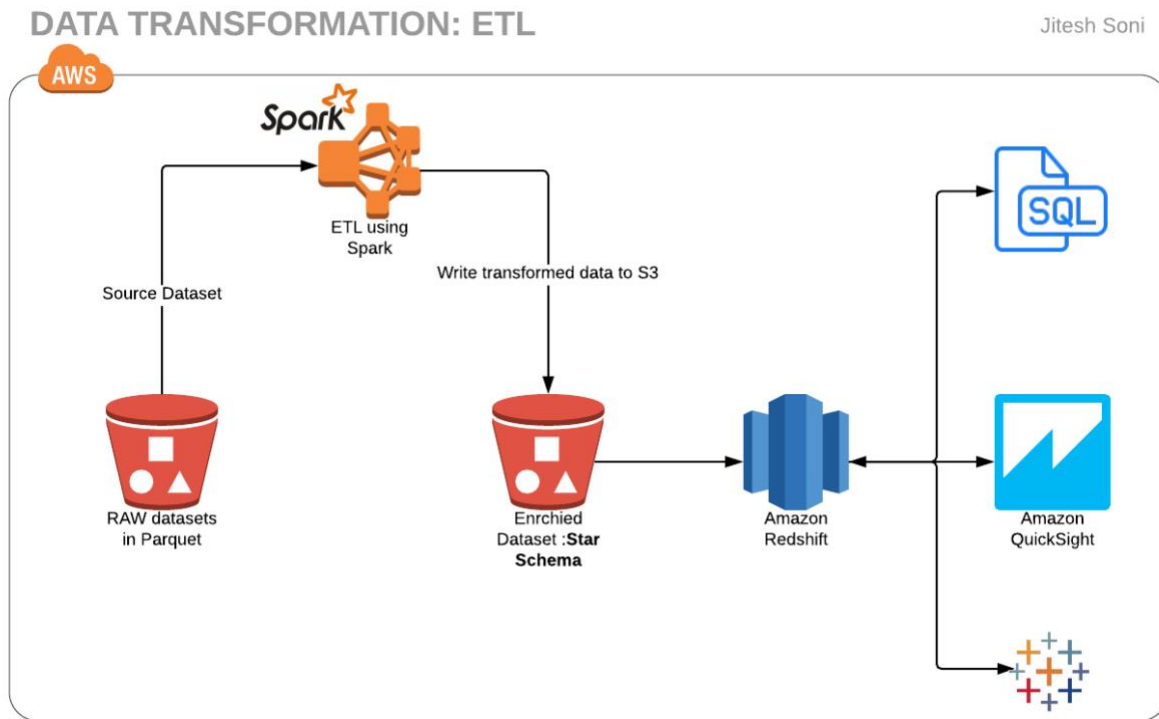 DATA TRANSFORMATION: ETL
Jitesh Soni
AWS
Spark
ETL using
Spark
SQL
Write transformed data to S3
Source Dataset
RAW datasets
in Parquet
Enrchied
Dataset :Star
Schema
Amazon
Redshift
Amazon
QuickSight